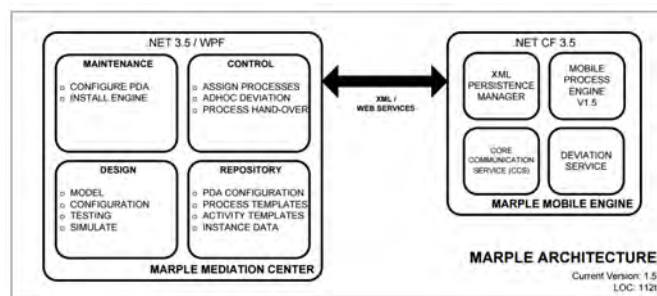 .NET 3.5 / WPF
MAINTENANCE
CONFIGURE PDA
INSTALL ENGINE
CONTROL
ASSIGN PROCESSES
ADHOC DEVIATION
PROCESS HAND-OVER
DESIGN
MODEL
CONFIGURATION
TESTING
SIMULATE
REPOSITORY
PDA CONFIGURATION
PROCESS TEMPLATES
ACTIVITY TEMPLATES
INSTANCE DATA
MARPLE MEDIATION CENTER
XML /
WEB SERVICES
.NET CF 3.5
XML
PERSISTENCE
MANAGER
MOBILE
PROCESS
ENGINE
V1.5
CORE
COMMUNICATION
SERVICE (CCS)
DEVIATION
SERVICE
MARPLE MOBILE ENGINE
MARPLE ARCHITECTURE
Current Version: 1.5
LOC: